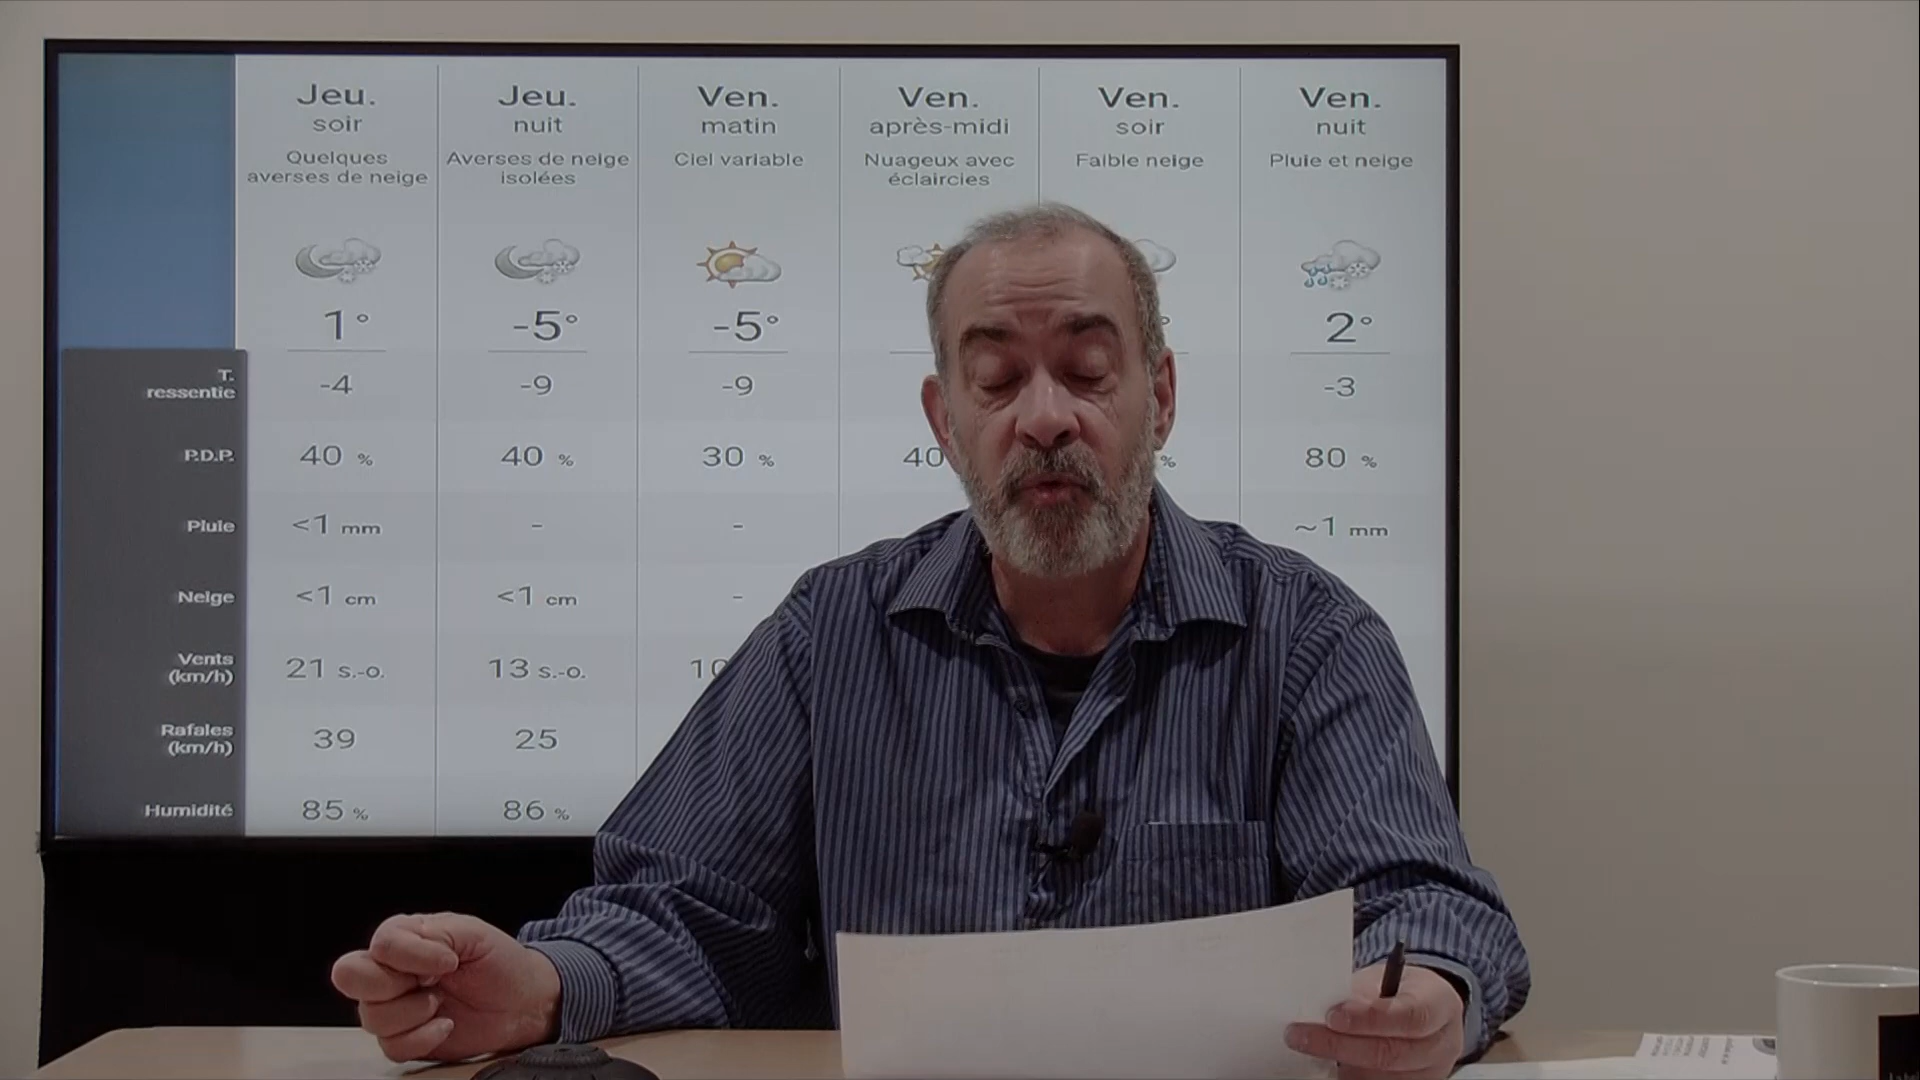 Jeu. Jeu. Ven. Ven. Ven. Ven.
soir nuit matin après-midi soir nuit
Quelques Averses de neige Ciel variable Nuageux avec Faible neige Pluie et neige
averses de neige isolées éclaircies
1° -5° -5° ° 2°
T.
ressentie -4 -9 -9 -3
P.D.P. 40 % 40 % 30 % 40 % 80 %
Pluie <1 mm - - ~1 mm
Neige <1 cm <1 cm -
Vents
(km/h) 21 s.-o. 13 s.-o. 10
Rafales
(km/h) 39 25
Humidité 85 % 86 %